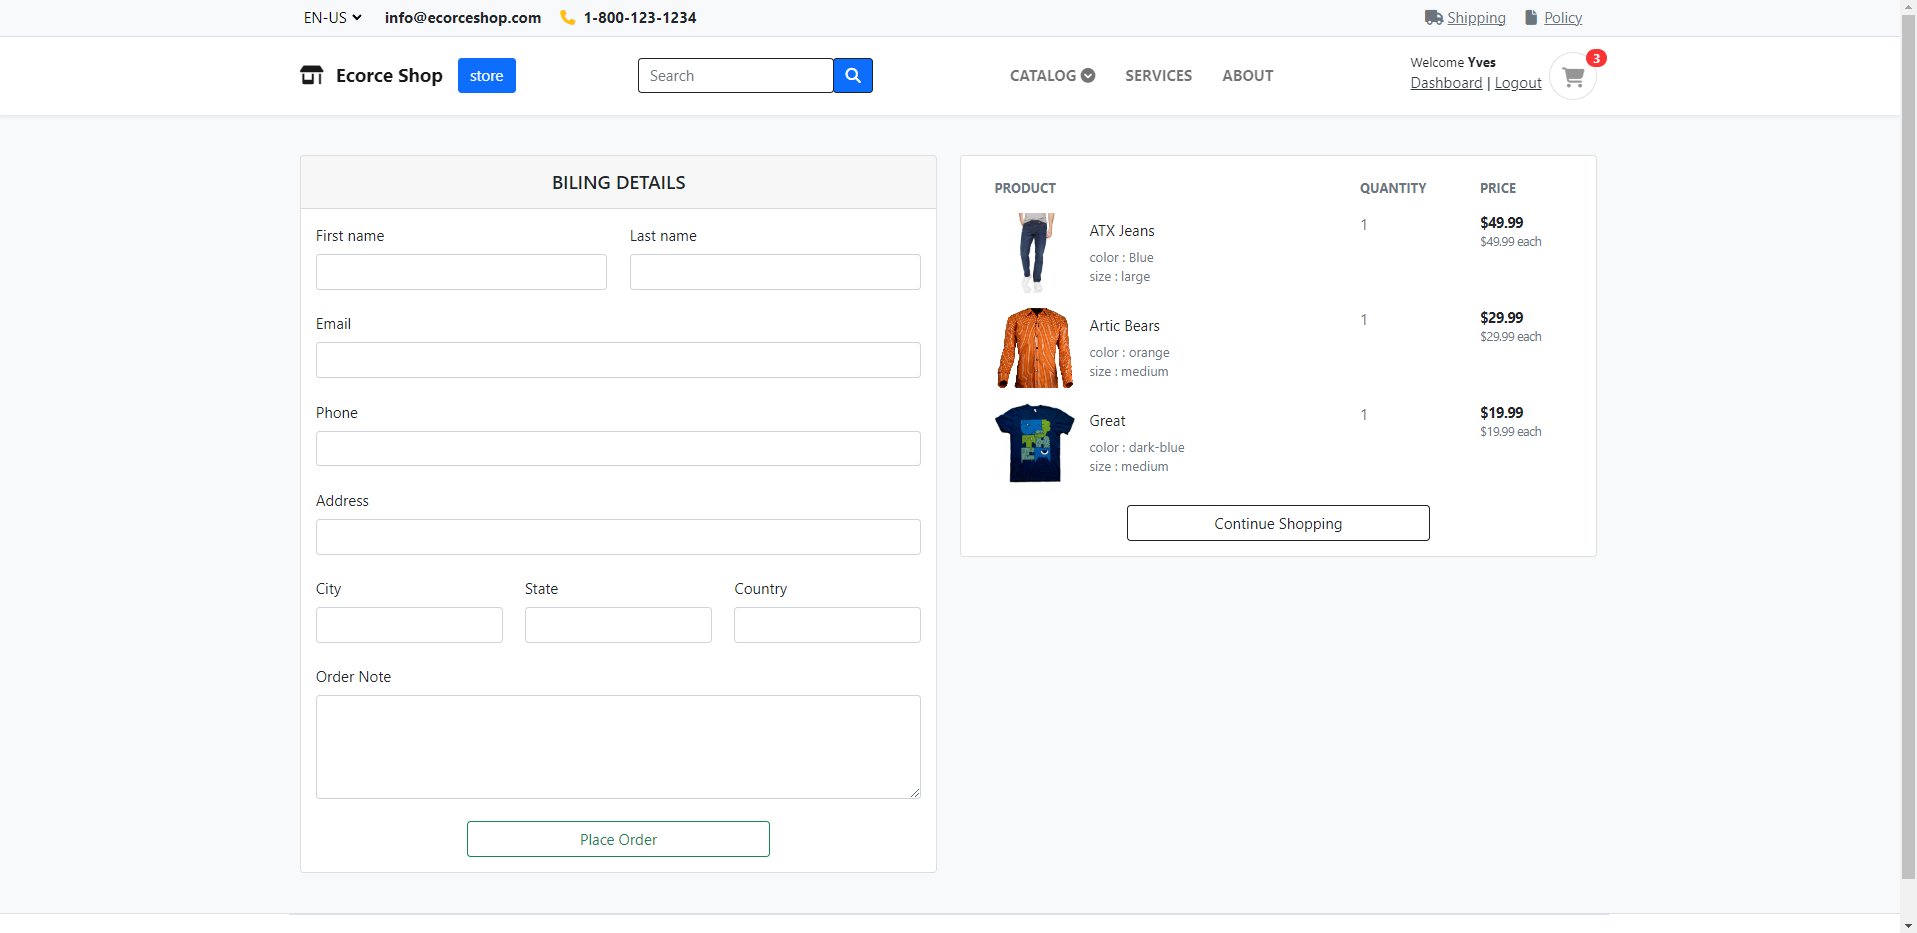 EN-US info@ecorceshop.com 1-800-123-1234 Shipping Policy
Ecorce Shop store Search CATALOG SERVICES ABOUT Welcome Yves 3
Dashboard | Logout
BILING DETAILS
First name Last name
Email
Phone
Address
City State Country
Order Note
Place Order
PRODUCT QUANTITY PRICE
ATX Jeans 1 $49.99
$49.99 each
color : Blue
size : large
Artic Bears 1 $29.99
$29.99 each
color : orange
size : medium
Great 1 $19.99
$19.99 each
color : dark-blue
size : medium
Continue Shopping